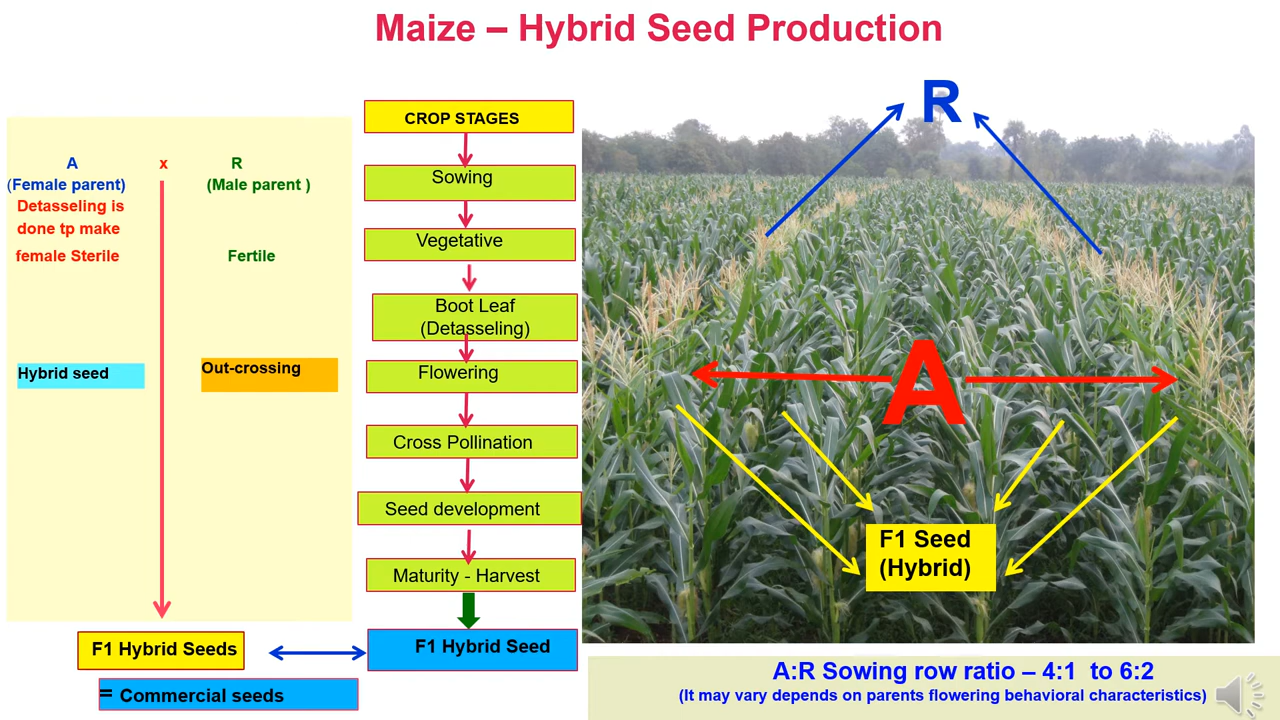 Maize – Hybrid Seed Production
A x R
(Female parent) (Male parent )
Detasseling is
done tp make
female Sterile Fertile
Hybrid seed Out-crossing
F1 Hybrid Seeds
= Commercial seeds
CROP STAGES
Sowing
Vegetative
Boot Leaf
(Detasseling)
Flowering
Cross Pollination
Seed development
Maturity - Harvest
F1 Hybrid Seed
R
A
F1 Seed
(Hybrid)
A:R Sowing row ratio – 4:1 to 6:2
(It may vary depends on parents flowering behavioral characteristics)